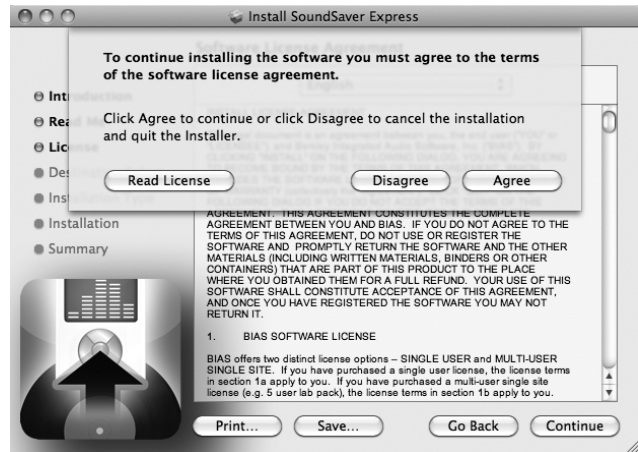 Install SoundSaver Express
To continue installing the software you must agree to the terms
of the software license agreement.
Click Agree to continue or click Disagree to cancel the installation
and quit the Installer.
Read License
Disagree
Agree
Software License Agreement
English
Introduction
Read Me
License
Installation
Summary
AGREEMENT. THIS AGREEMENT CONSTITUTES THE COMPLETE
AGREEMENT BETWEEN YOU AND BIAS. IF YOU DO NOT AGREE TO THE
TERMS OF THIS AGREEMENT, DO NOT USE OR REGISTER THE
SOFTWARE AND PROMPTLY RETURN THE SOFTWARE AND THE OTHER
MATERIALS (INCLUDING WRITTEN MATERIALS, BINDERS OR OTHER
CONTAINERS) THAT ARE PART OF THIS PRODUCT TO THE PLACE
WHERE YOU OBTAINED THEM FOR A FULL REFUND. YOUR USE OF THIS
SOFTWARE SHALL CONSTITUTE ACCEPTANCE OF THIS AGREEMENT,
AND ONCE YOU HAVE REGISTERED THE SOFTWARE YOU MAY NOT
RETURN IT.
1. BIAS SOFTWARE LICENSE
BIAS offers two distinct license options – SINGLE USER and MULTI-USER
SINGLE SITE. If you have purchased a single user license, the license terms
in section 1a apply to you. If you have purchased a multi-user single site
license (e.g. 5 user lab pack), the license terms in section 1b apply to you.
Print...
Save...
Go Back
Continue